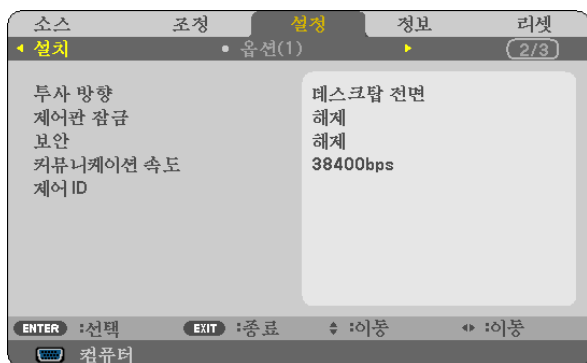 소스 조정 설정 정보 리셋
설치 • 옵션(1) 2/3
투사 방향 데스크탑 전면
제어판 잠금 해제
보안 해제
커뮤니케이션 속도 38400bps
제어 ID
ENTER :선택 EXIT :종료 :이동 :이동
컴퓨터